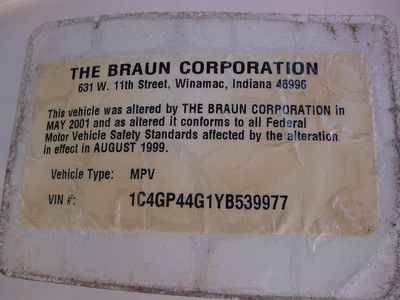 THE BRAUN CORPORATION
631 W. 11th Street, Winamac, Indiana 46996
This vehicle was altered by THE BRAUN CORPORATION in
MAY 2001 and as altered it conforms to all Federal
Motor Vehicle Safety Standards affected by the alteration
in effect in AUGUST 1999.
Vehicle Type: MPV
VIN #: 1C4GP44G1YB539977